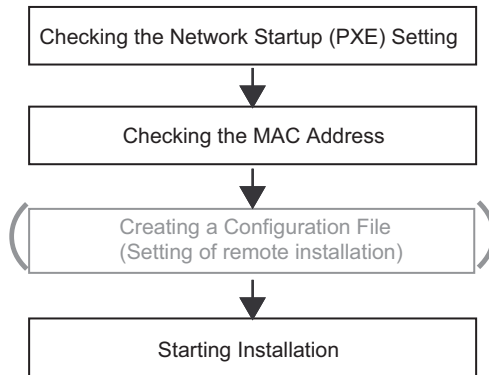 Checking the Network Startup (PXE) Setting
Checking the MAC Address
Creating a Configuration File
(Setting of remote installation)
Starting Installation